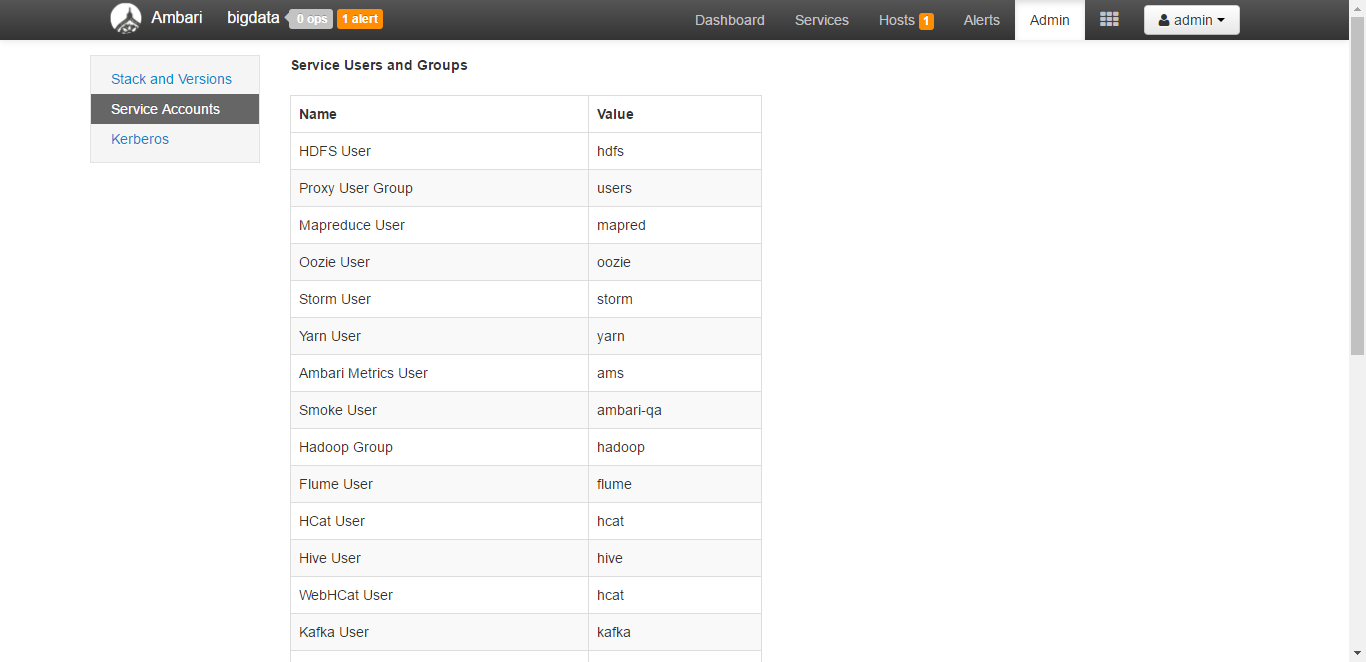 Ambari bigdata 0 ops 1 alert Dashboard Services Hosts 1 Alerts Admin admin
Stack and Versions
Service Accounts
Kerberos
Service Users and Groups
Name Value
HDFS User hdfs
Proxy User Group users
Mapreduce User mapred
Oozie User oozie
Storm User storm
Yarn User yarn
Ambari Metrics User ams
Smoke User ambari-qa
Hadoop Group hadoop
Flume User flume
HCat User hcat
Hive User hive
WebHCat User hcat
Kafka User kafka